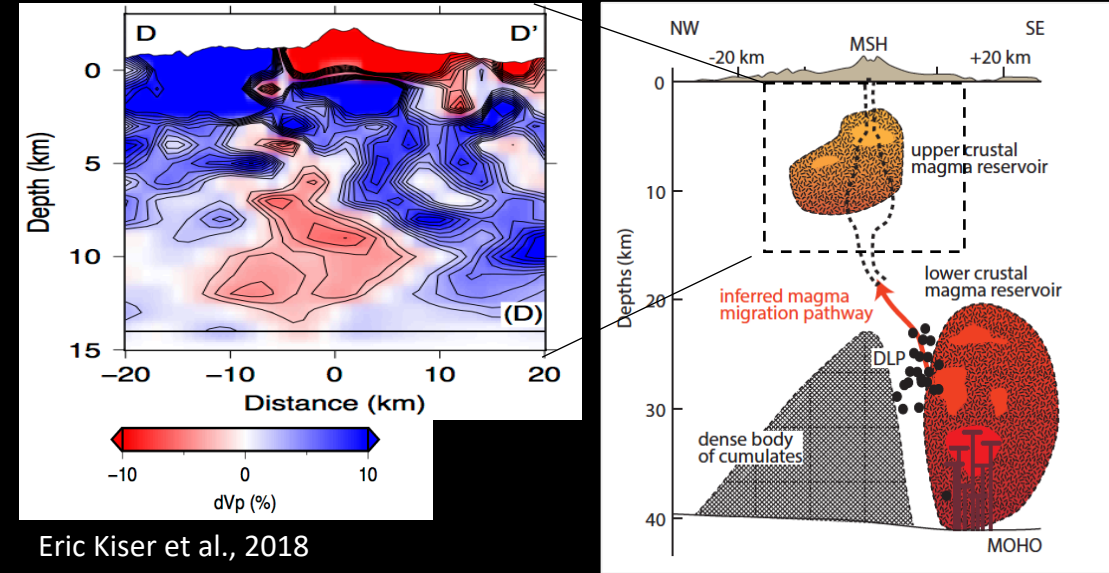 D D'
0
5
10
15
Depth (km)
(D)
−20 −10 0 10 20
Distance (km)
−10 0 10
dVp (%)
Eric Kiser et al., 2018
NW SE
-20 km MSH +20 km
0
10
20
30
40
Depths (km)
upper crustal
magma reservoir
lower crustal
magma reservoir
inferred magma
migration pathway
DLP
dense body
of cumulates
MOHO